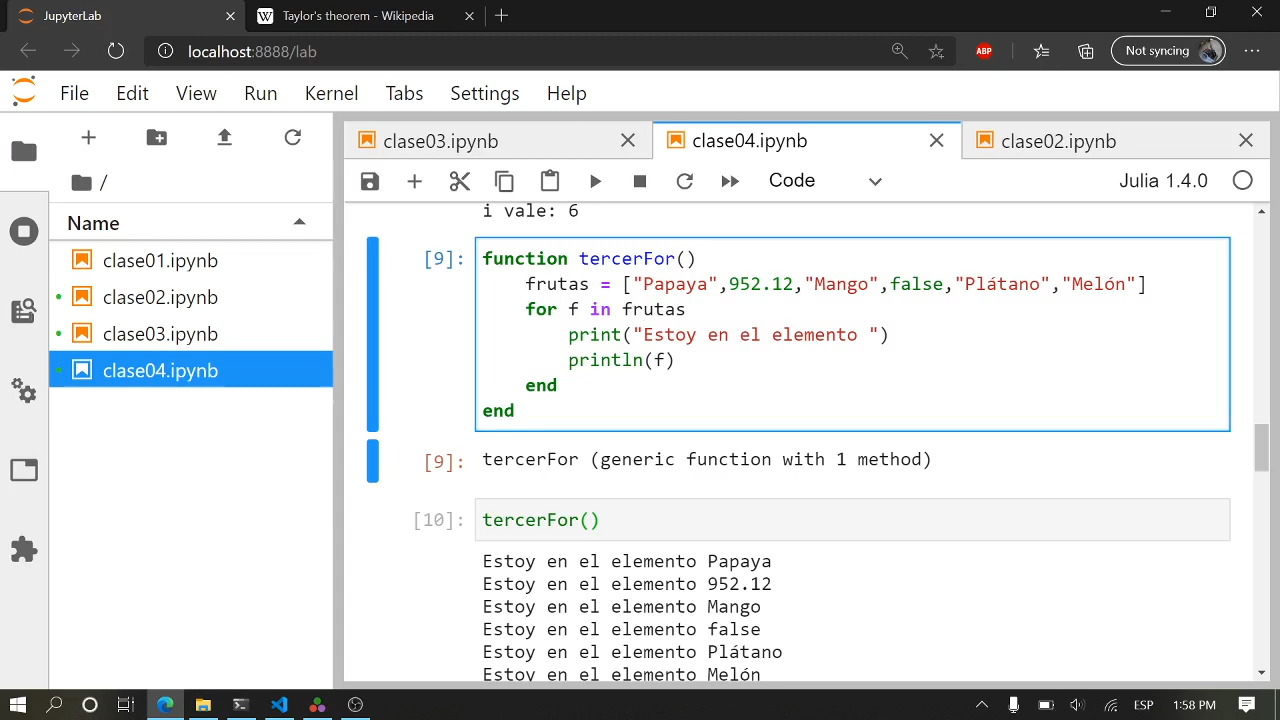 JupyterLab
Taylor's theorem - Wikipedia
localhost:8888/lab
ABP
Not syncing
File Edit View Run Kernel Tabs Settings Help
/
Name
clase01.ipynb
clase02.ipynb
clase03.ipynb
clase04.ipynb
clase03.ipynb
clase04.ipynb
clase02.ipynb
Code
Julia 1.4.0
i vale: 6
[9]:
function tercerFor()
    frutas = ["Papaya",952.12,"Mango",false,"Plátano","Melón"]
    for f in frutas
        print("Estoy en el elemento ")
        println(f)
    end
end
[9]: tercerFor (generic function with 1 method)
[10]: tercerFor()
Estoy en el elemento Papaya
Estoy en el elemento 952.12
Estoy en el elemento Mango
Estoy en el elemento false
Estoy en el elemento Plátano
Estoy en el elemento Melón
ESP
1:58 PM